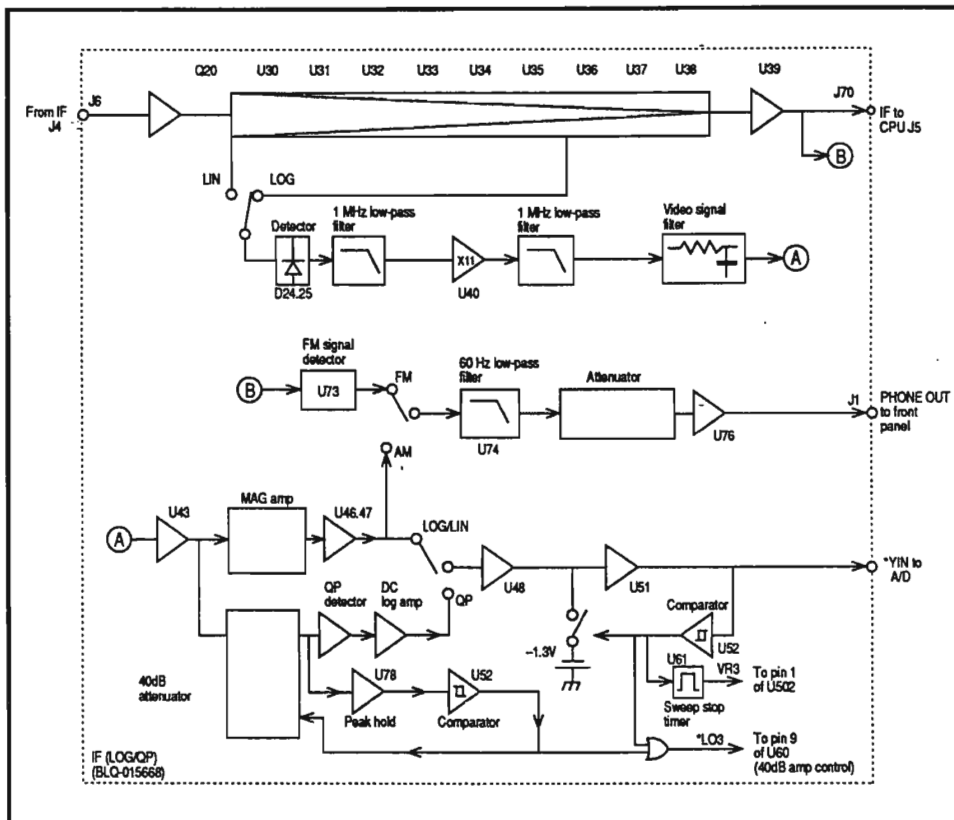 Q20 U30 U31 U32 U33 U34 U35 U36 U37 U38 U39
From IF
J4
J6
J70
IF to
CPU J5
B
LIN
LOG
Detector
D24.25
1 MHz low-pass
filter
X11
U40
1 MHz low-pass
filter
Video signal
filter
A
B
FM signal
detector
U73
FM
60 Hz low-pass
filter
U74
Attenuator
-
U76
J1
PHONE OUT
to front
panel
AM
A
U43
MAG amp
U46.47
LOG/LIN
U48
U51
*YIN to
A/D
QP
detector
DC
log amp
QP
-1.3V
Comparator
U52
U61
VR3
To pin 1
of U502
Sweep stop
timer
40dB
attenuator
U78
Peak hold
U52
Comparator
*LO3
To pin 9
of U60
(40dB amp control)
IF (LOG/QP)
(BLQ-015668)